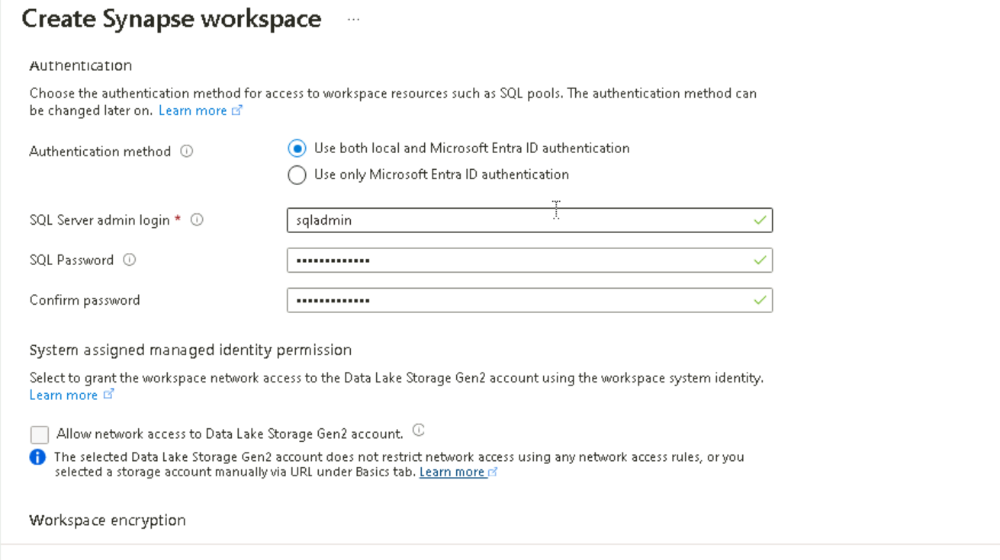 Create Synapse workspace ...
Authentication
Choose the authentication method for access to workspace resources such as SQL pools. The authentication method can
be changed later on. Learn more
Authentication method
Use both local and Microsoft Entra ID authentication
Use only Microsoft Entra ID authentication
SQL Server admin login *
sqladmin
SQL Password
•••••••••••••
Confirm password
•••••••••••••
System assigned managed identity permission
Select to grant the workspace network access to the Data Lake Storage Gen2 account using the workspace system identity.
Learn more
Allow network access to Data Lake Storage Gen2 account.
The selected Data Lake Storage Gen2 account does not restrict network access using any network access rules, or you
selected a storage account manually via URL under Basics tab. Learn more
Workspace encryption